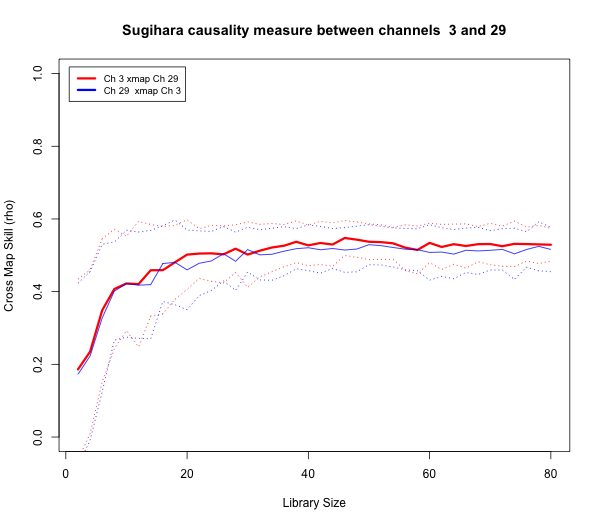 Sugihara causality measure between channels  3 and 29
Ch 3 xmap Ch 29
Ch 29  xmap Ch 3
Cross Map Skill (rho)
1.0
0.8
0.6
0.4
0.2
0.0
0 20 40 60 80
Library Size